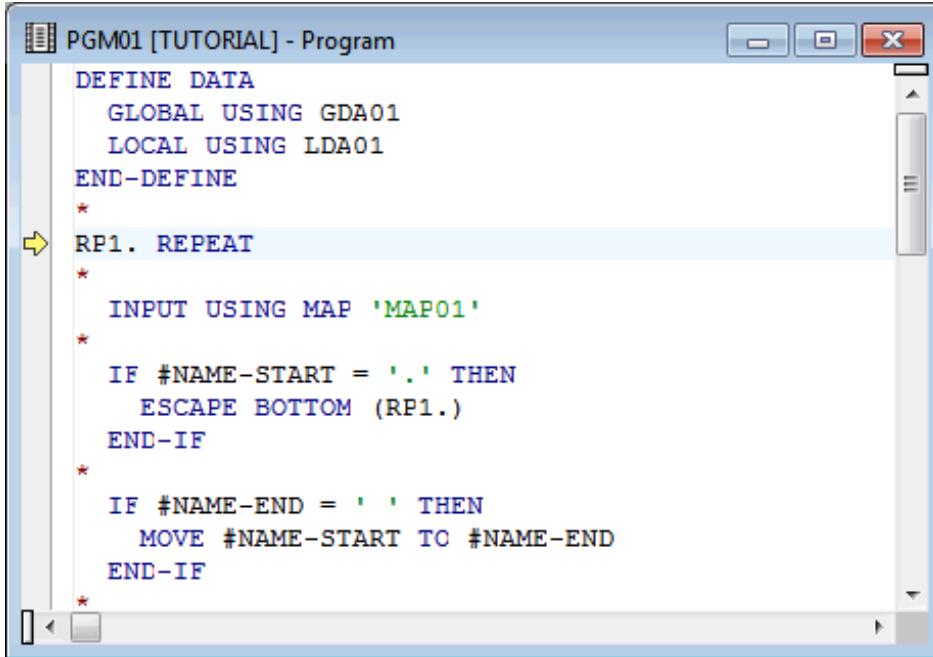 PGM01 [TUTORIAL] - Program
DEFINE DATA
  GLOBAL USING GDA01
  LOCAL USING LDA01
END-DEFINE
*
RP1. REPEAT
*
  INPUT USING MAP 'MAP01'
*
  IF #NAME-START = '.' THEN
    ESCAPE BOTTOM (RP1.)
  END-IF
*
  IF #NAME-END = ' ' THEN
    MOVE #NAME-START TO #NAME-END
  END-IF
*